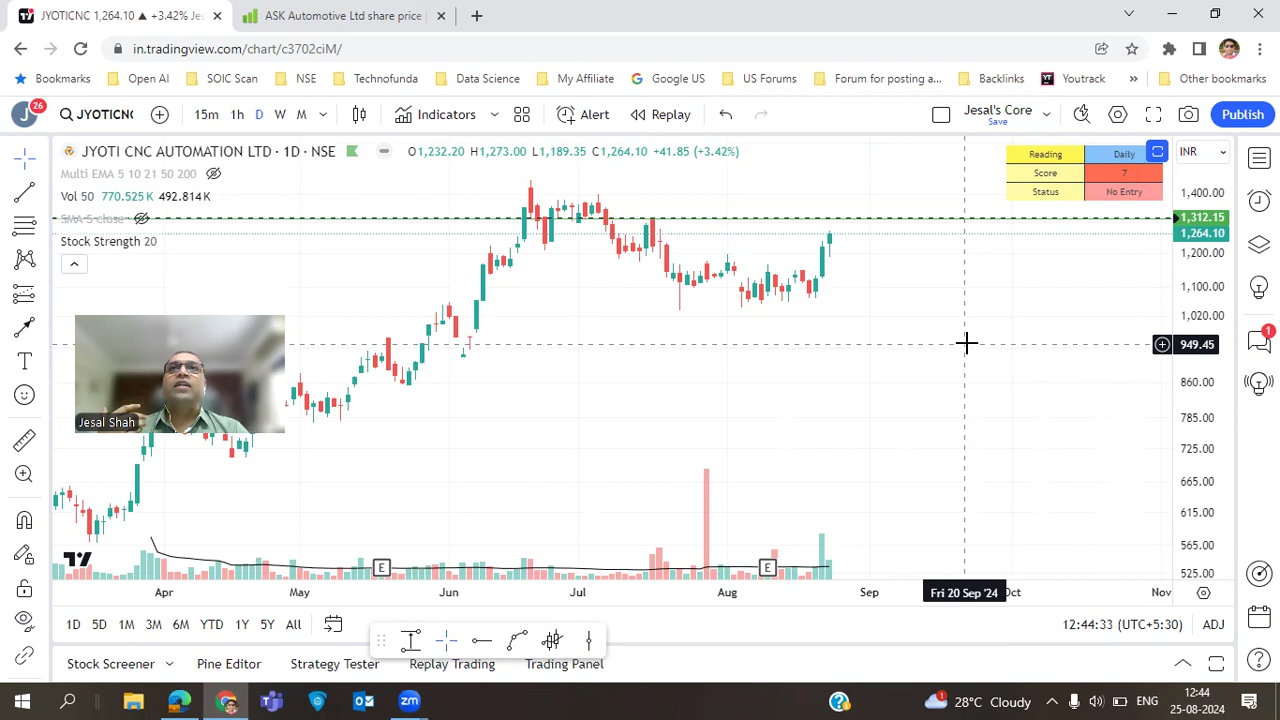 JYOTICNC 1,264.10 ▲ +3.42% Jes
ASK Automotive Ltd share price
in.tradingview.com/chart/c3702ciM/
Bookmarks
Open AI
SOIC Scan
NSE
Technofunda
Data Science
My Affiliate
Google US
US Forums
Forum for posting a...
Backlinks
Youtrack
Other bookmarks
J 26
JYOTICNC
15m 1h D W M
Indicators
Alert
Replay
Jesal's Core
Save
Publish
JYOTI CNC AUTOMATION LTD · 1D · NSE
O1,232.20 H1,273.00 L1,189.35 C1,264.10 +41.85 (+3.42%)
Multi EMA 5 10 21 50 200
Vol 50 770.525K 492.814K
SMA 5 close
Stock Strength 20
Reading Daily
Score 7
Status No Entry
INR
1,400.00
1,312.15
1,264.10
1,200.00
1,100.00
1,020.00
949.45
860.00
785.00
725.00
665.00
615.00
565.00
525.00
1
Jesal Shah
E
E
Apr May Jun Jul Aug Sep Fri 20 Sep '24 Oct Nov
1D 5D 1M 3M 6M YTD 1Y 5Y All
12:44:33 (UTC+5:30) ADJ
Stock Screener
Pine Editor
Strategy Tester
Replay Trading
Trading Panel
28°C Cloudy
ENG
12:44
25-08-2024